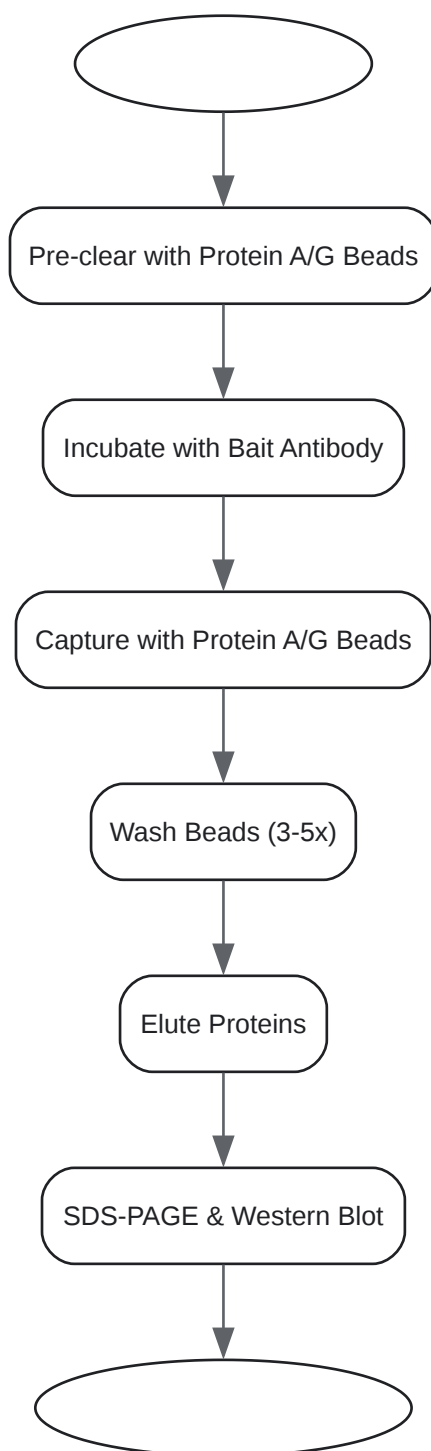 Pre-clear with Protein A/G Beads
Incubate with Bait Antibody
Capture with Protein A/G Beads
Wash Beads (3-5x)
Elute Proteins
SDS-PAGE & Western Blot